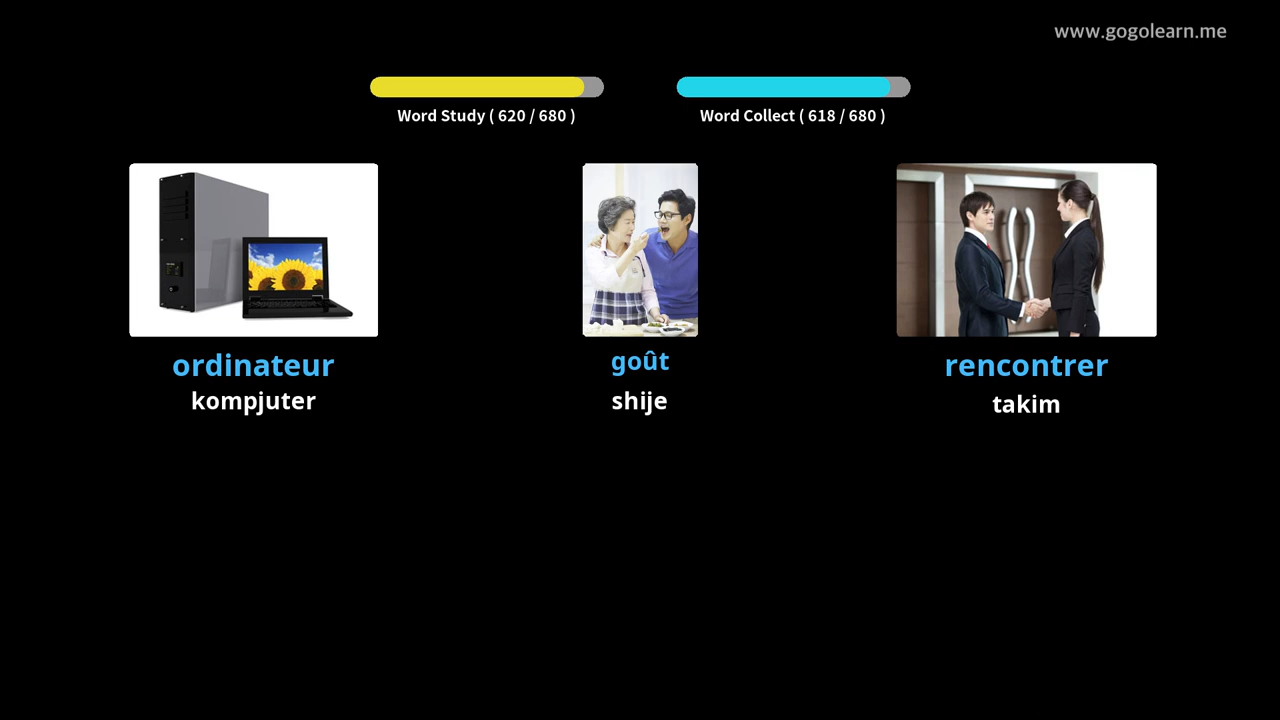 www.gogolearn.me
Word Study ( 620 / 680 )
Word Collect ( 618 / 680 )
ordinateur
kompjuter
goût
shije
rencontrer
takim